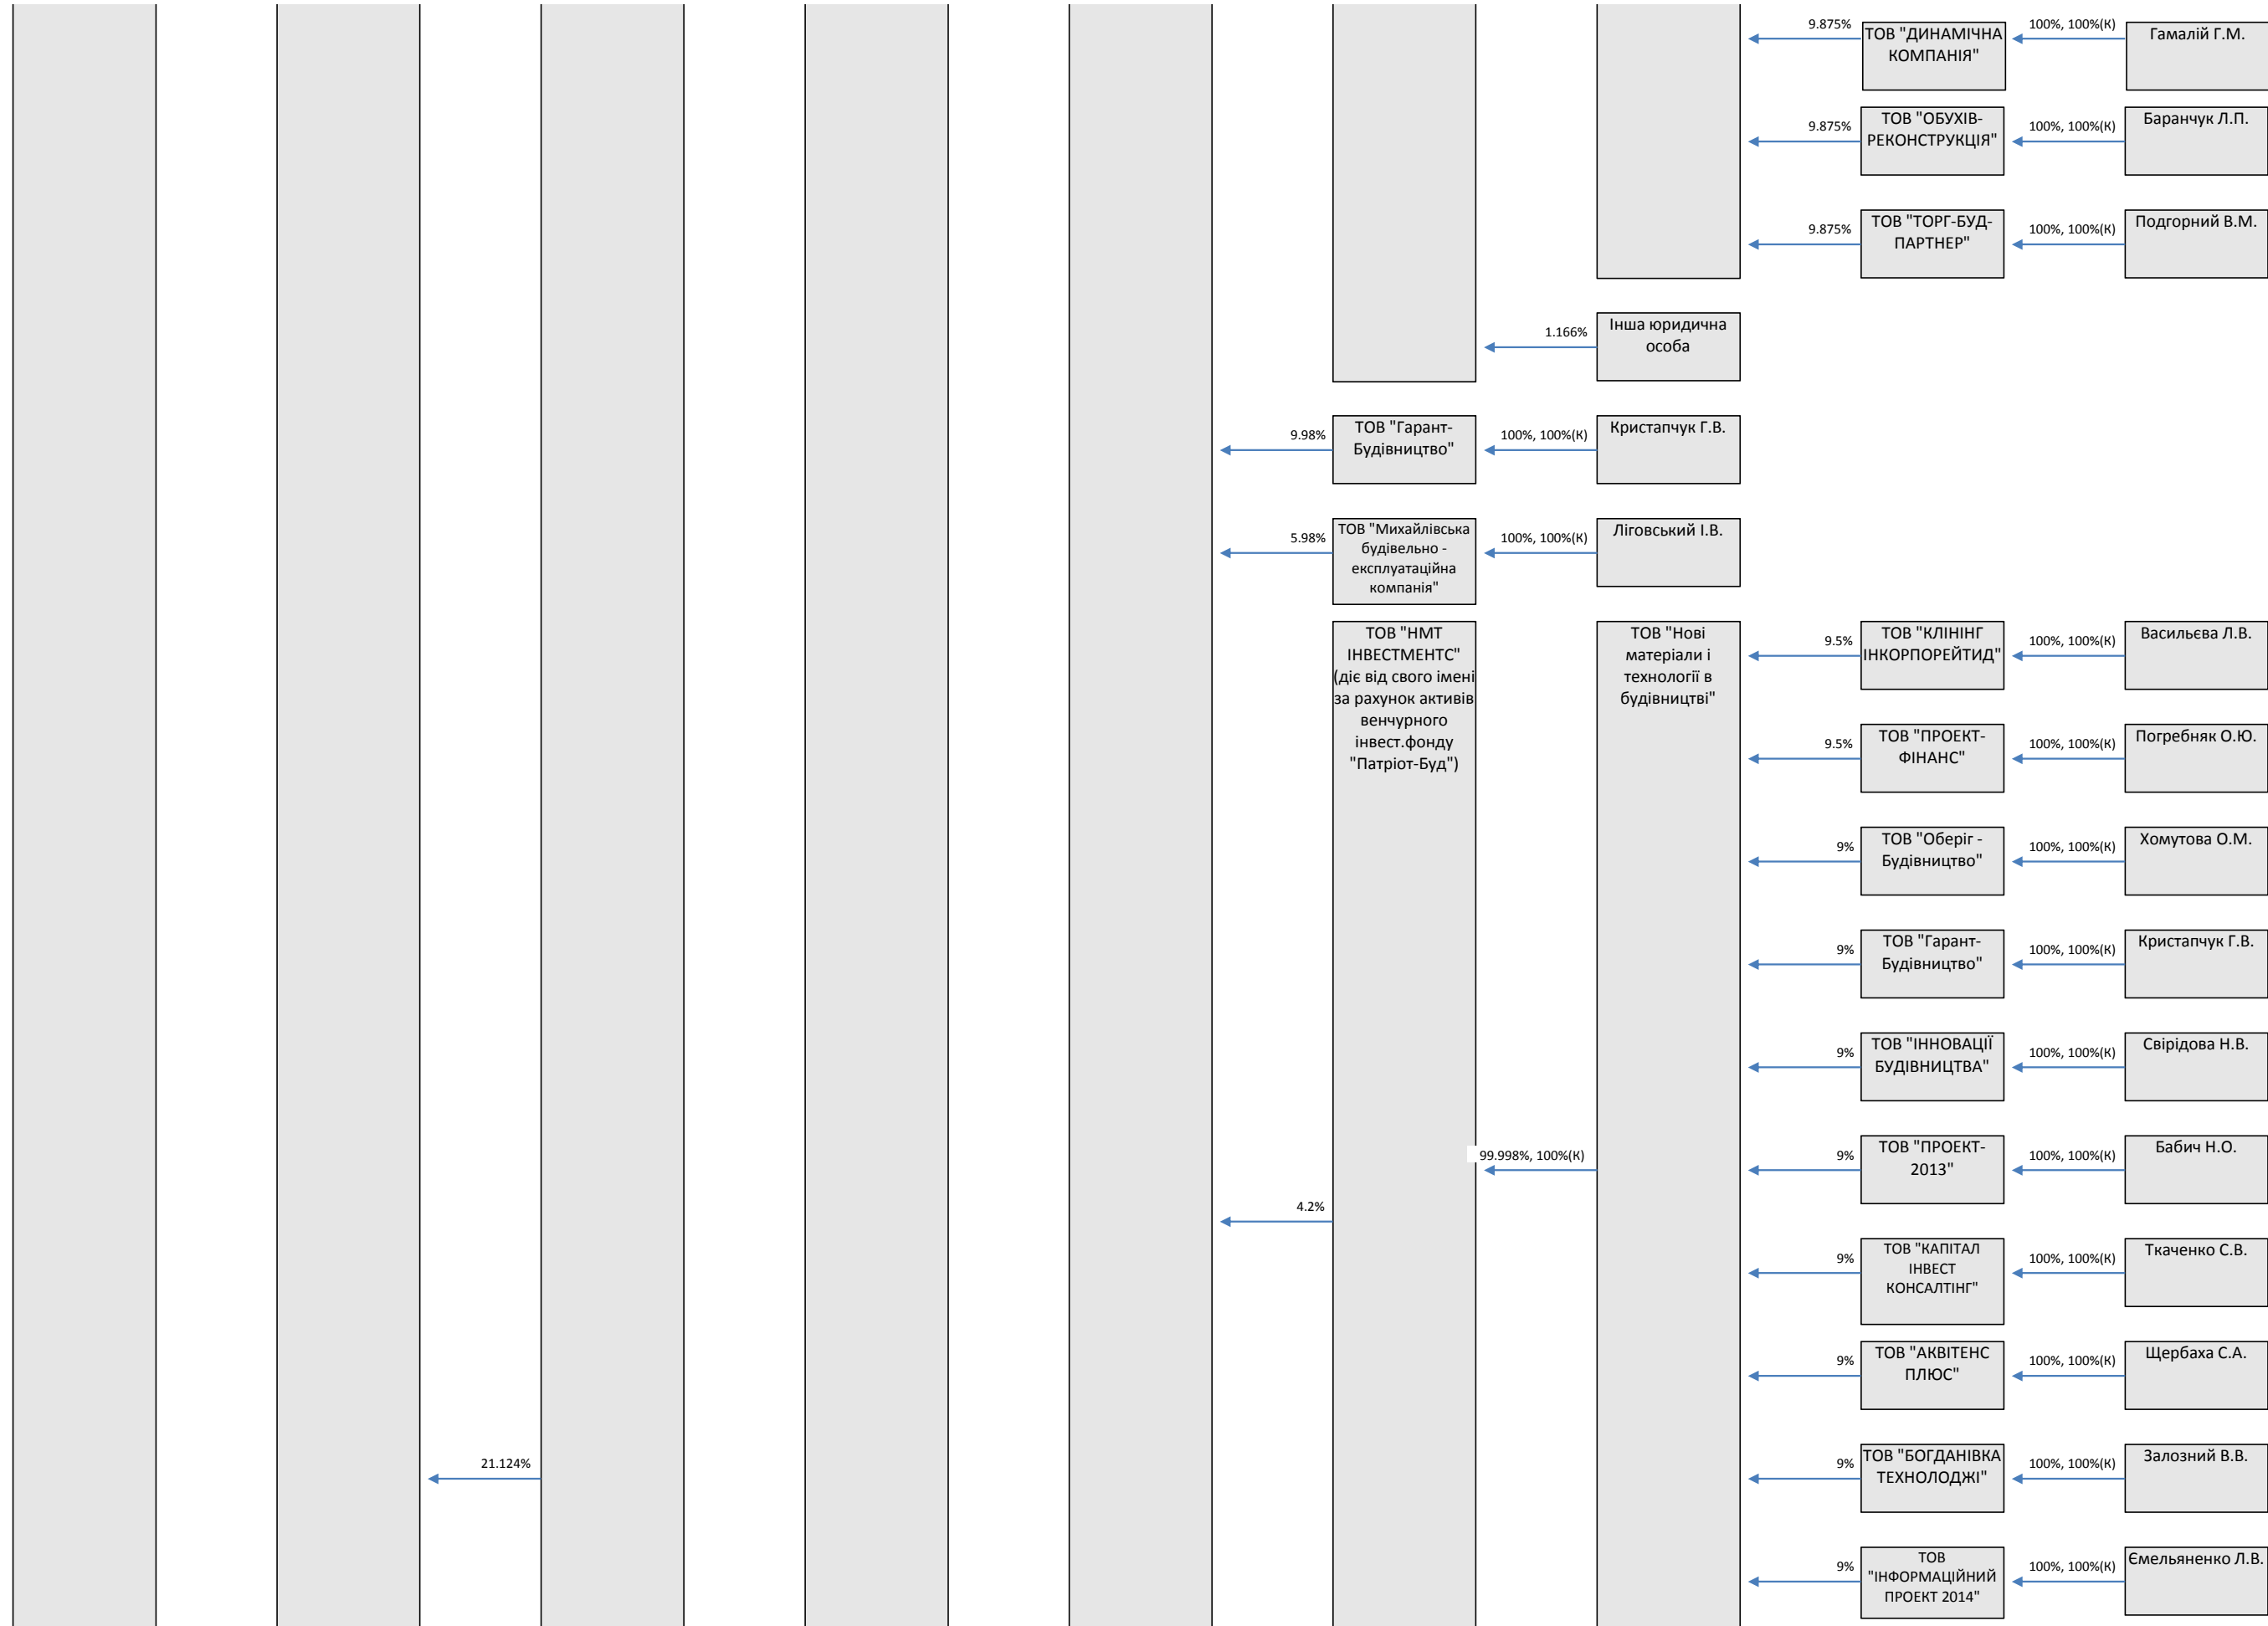 9.875%
ТОВ "ДИНАМІЧНА
КОМПАНІЯ"
100%, 100%(К)
Гамалій Г.М.
9.875%
ТОВ "ОБУХІВ-
РЕКОНСТРУКЦІЯ"
100%, 100%(К)
Баранчук Л.П.
9.875%
ТОВ "ТОРГ-БУД-
ПАРТНЕР"
100%, 100%(К)
Подгорний В.М.
1.166%
Інша юридична
особа
9.98%
ТОВ "Гарант-
Будівництво"
100%, 100%(К)
Кристапчук Г.В.
5.98%
ТОВ "Михайлівська
будівельно -
експлуатаційна
компанія"
100%, 100%(К)
Ліговський І.В.
4.2%
ТОВ "НМТ
ІНВЕСТМЕНТС"
(діє від свого імені
за рахунок активів
венчурного
інвест.фонду
"Патріот-Буд")
99.998%, 100%(К)
ТОВ "Нові
матеріали і
технології в
будівництві"
9.5%
ТОВ "КЛІНІНГ
ІНКОРПОРЕЙТИД"
100%, 100%(К)
Васильєва Л.В.
9.5%
ТОВ "ПРОЕКТ-
ФІНАНС"
100%, 100%(К)
Погребняк О.Ю.
9%
ТОВ "Оберіг -
Будівництво"
100%, 100%(К)
Хомутова О.М.
9%
ТОВ "Гарант-
Будівництво"
100%, 100%(К)
Кристапчук Г.В.
9%
ТОВ "ІННОВАЦІЇ
БУДІВНИЦТВА"
100%, 100%(К)
Свірідова Н.В.
9%
ТОВ "ПРОЕКТ-
2013"
100%, 100%(К)
Бабич Н.О.
9%
ТОВ "КАПІТАЛ
ІНВЕСТ
КОНСАЛТІНГ"
100%, 100%(К)
Ткаченко С.В.
9%
ТОВ "АКВІТЕНС
ПЛЮС"
100%, 100%(К)
Щербаха С.А.
21.124%
9%
ТОВ "БОГДАНІВКА
ТЕХНОЛОДЖІ"
100%, 100%(К)
Залозний В.В.
9%
ТОВ
"ІНФОРМАЦІЙНИЙ
ПРОЕКТ 2014"
100%, 100%(К)
Ємельяненко Л.В.